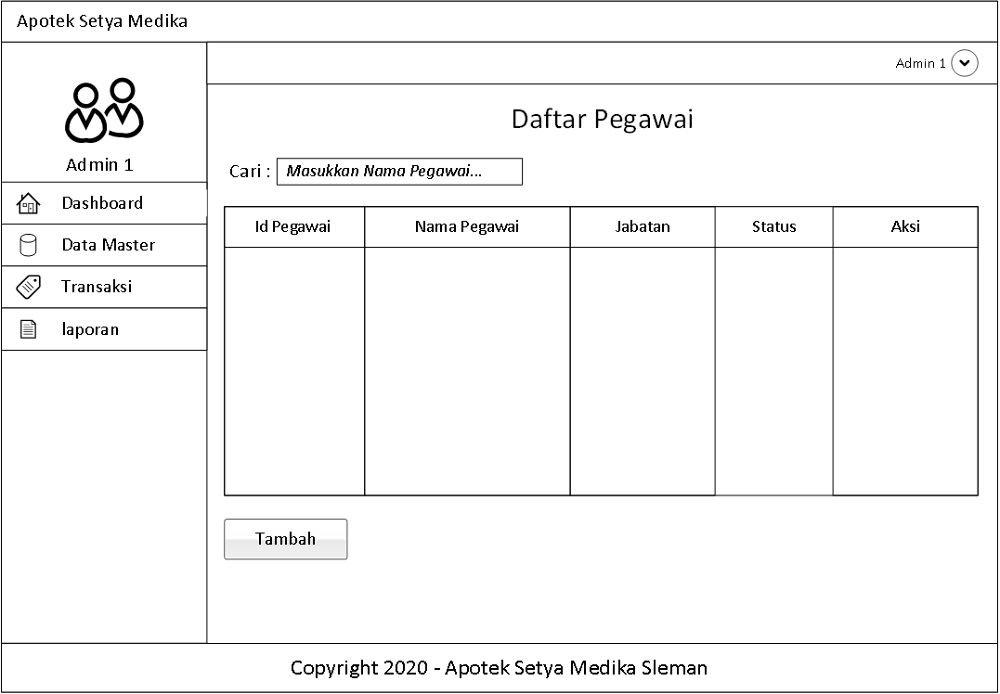 Apotek Setya Medika
Admin 1
Admin 1
Dashboard
Data Master
Transaksi
laporan
Daftar Pegawai
Cari : Masukkan Nama Pegawai...
Id Pegawai Nama Pegawai Jabatan Status Aksi
Tambah
Copyright 2020 - Apotek Setya Medika Sleman